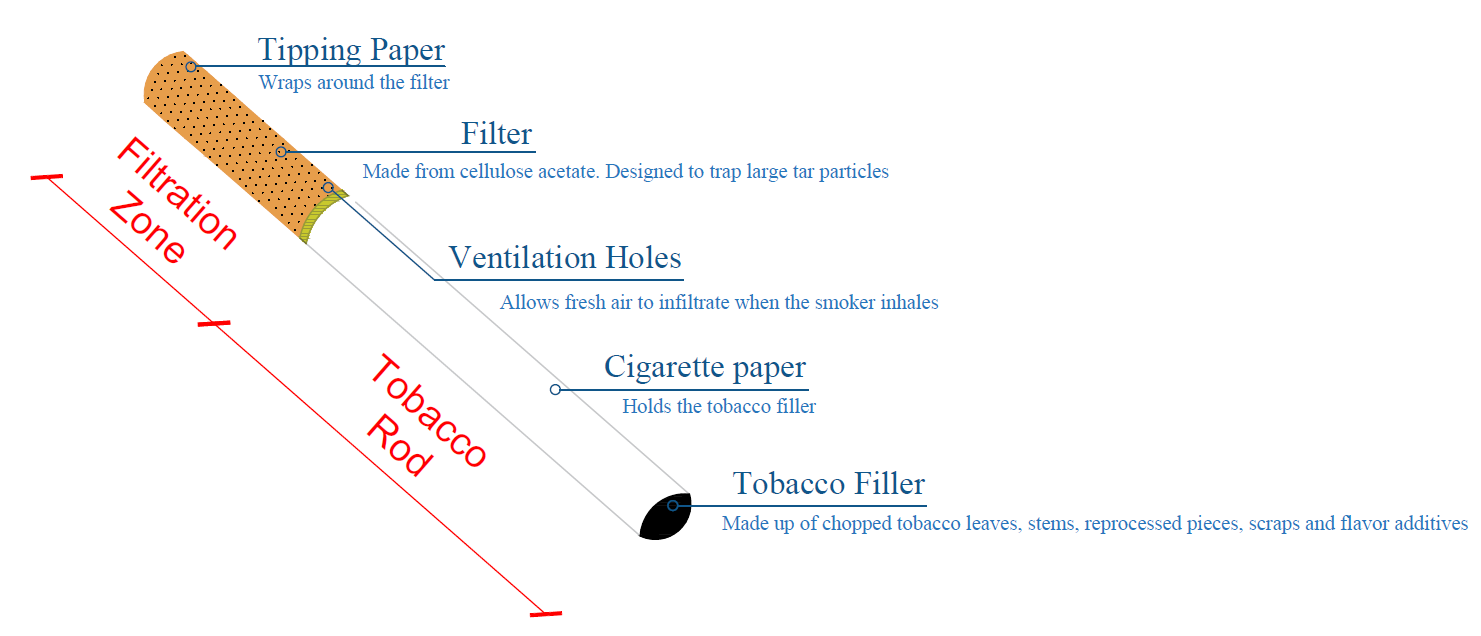 Tipping Paper
Wraps around the filter
Filter
Made from cellulose acetate. Designed to trap large tar particles
Filtration
Zone
Ventilation Holes
Allows fresh air to infiltrate when the smoker inhales
Cigarette paper
Holds the tobacco filler
Tobacco
Rod
Tobacco Filler
Made up of chopped tobacco leaves, stems, reprocessed pieces, scraps and flavor additives